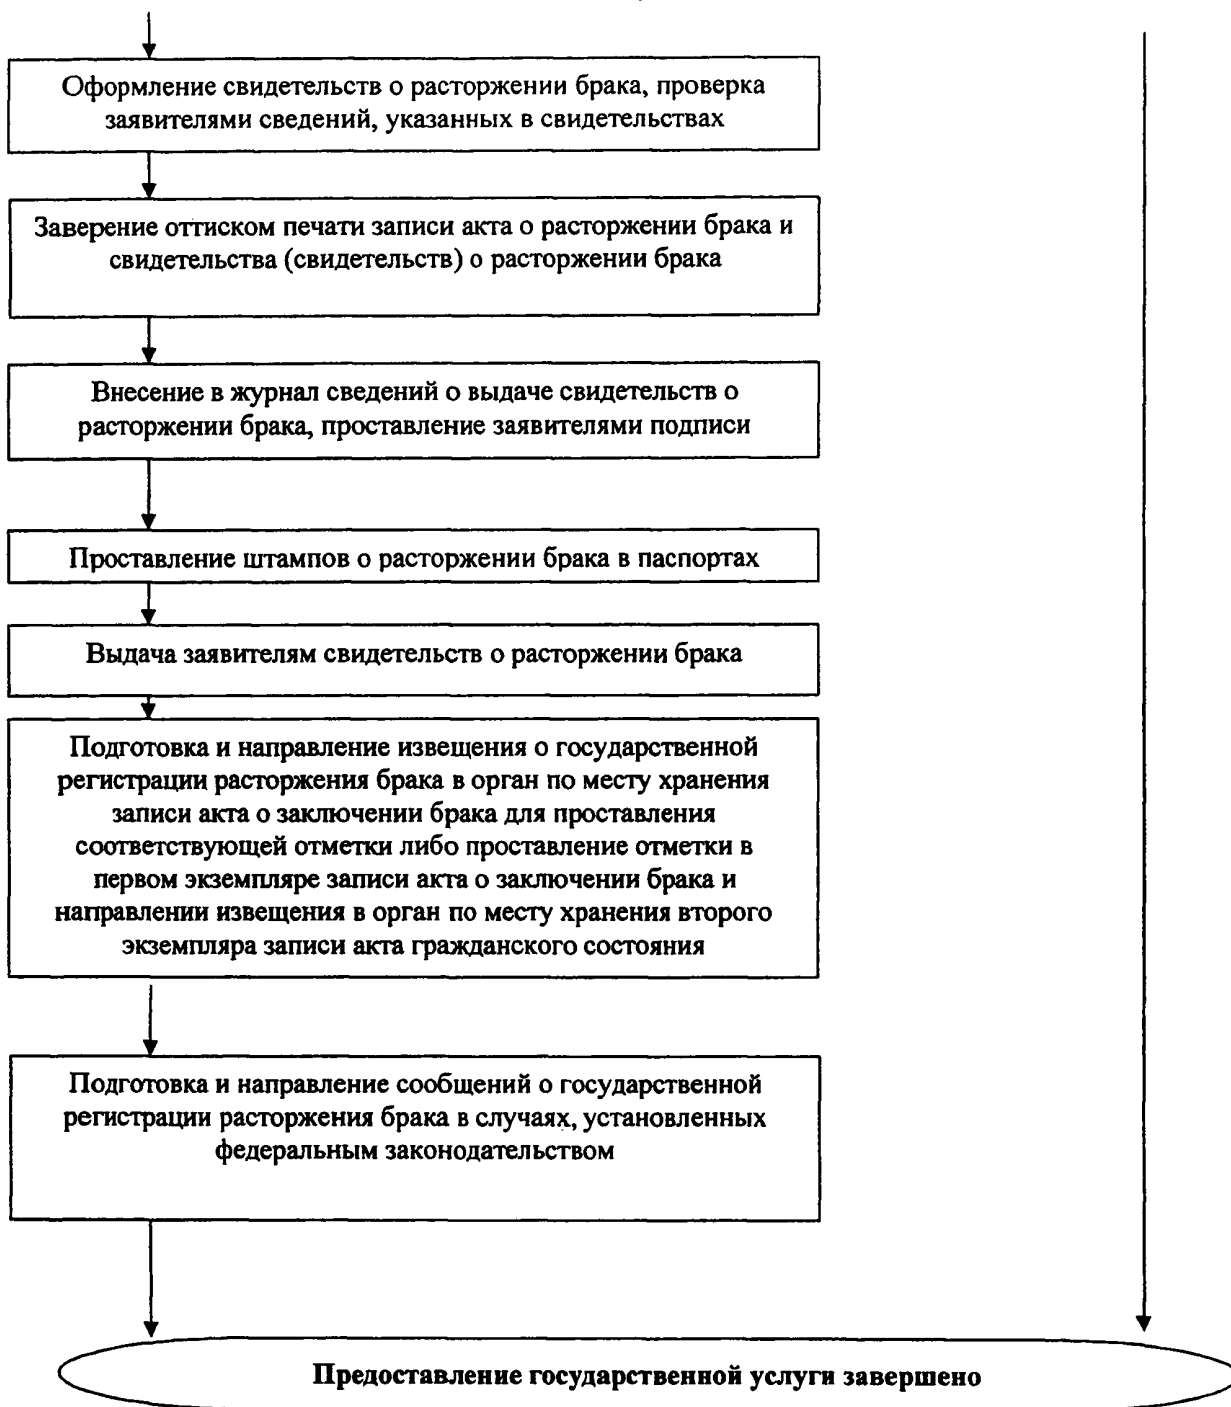 Оформление свидетельств о расторжении брака, проверка
заявителями сведений, указанных в свидетельствах
Заверение оттиском печати записи акта о расторжении брака и
свидетельства (свидетельств) о расторжении брака
Внесение в журнал сведений о выдаче свидетельств о
расторжении брака, проставление заявителями подписи
Проставление штампов о расторжении брака в паспортах
Выдача заявителям свидетельств о расторжении брака
Подготовка и направление извещения о государственной
регистрации расторжения брака в орган по месту хранения
записи акта о заключении брака для проставления
соответствующей отметки либо проставление отметки в
первом экземпляре записи акта о заключении брака и
направлении извещения в орган по месту хранения второго
экземпляра записи акта гражданского состояния
Подготовка и направление сообщений о государственной
регистрации расторжения брака в случаях, установленных
федеральным законодательством
Предоставление государственной услуги завершено